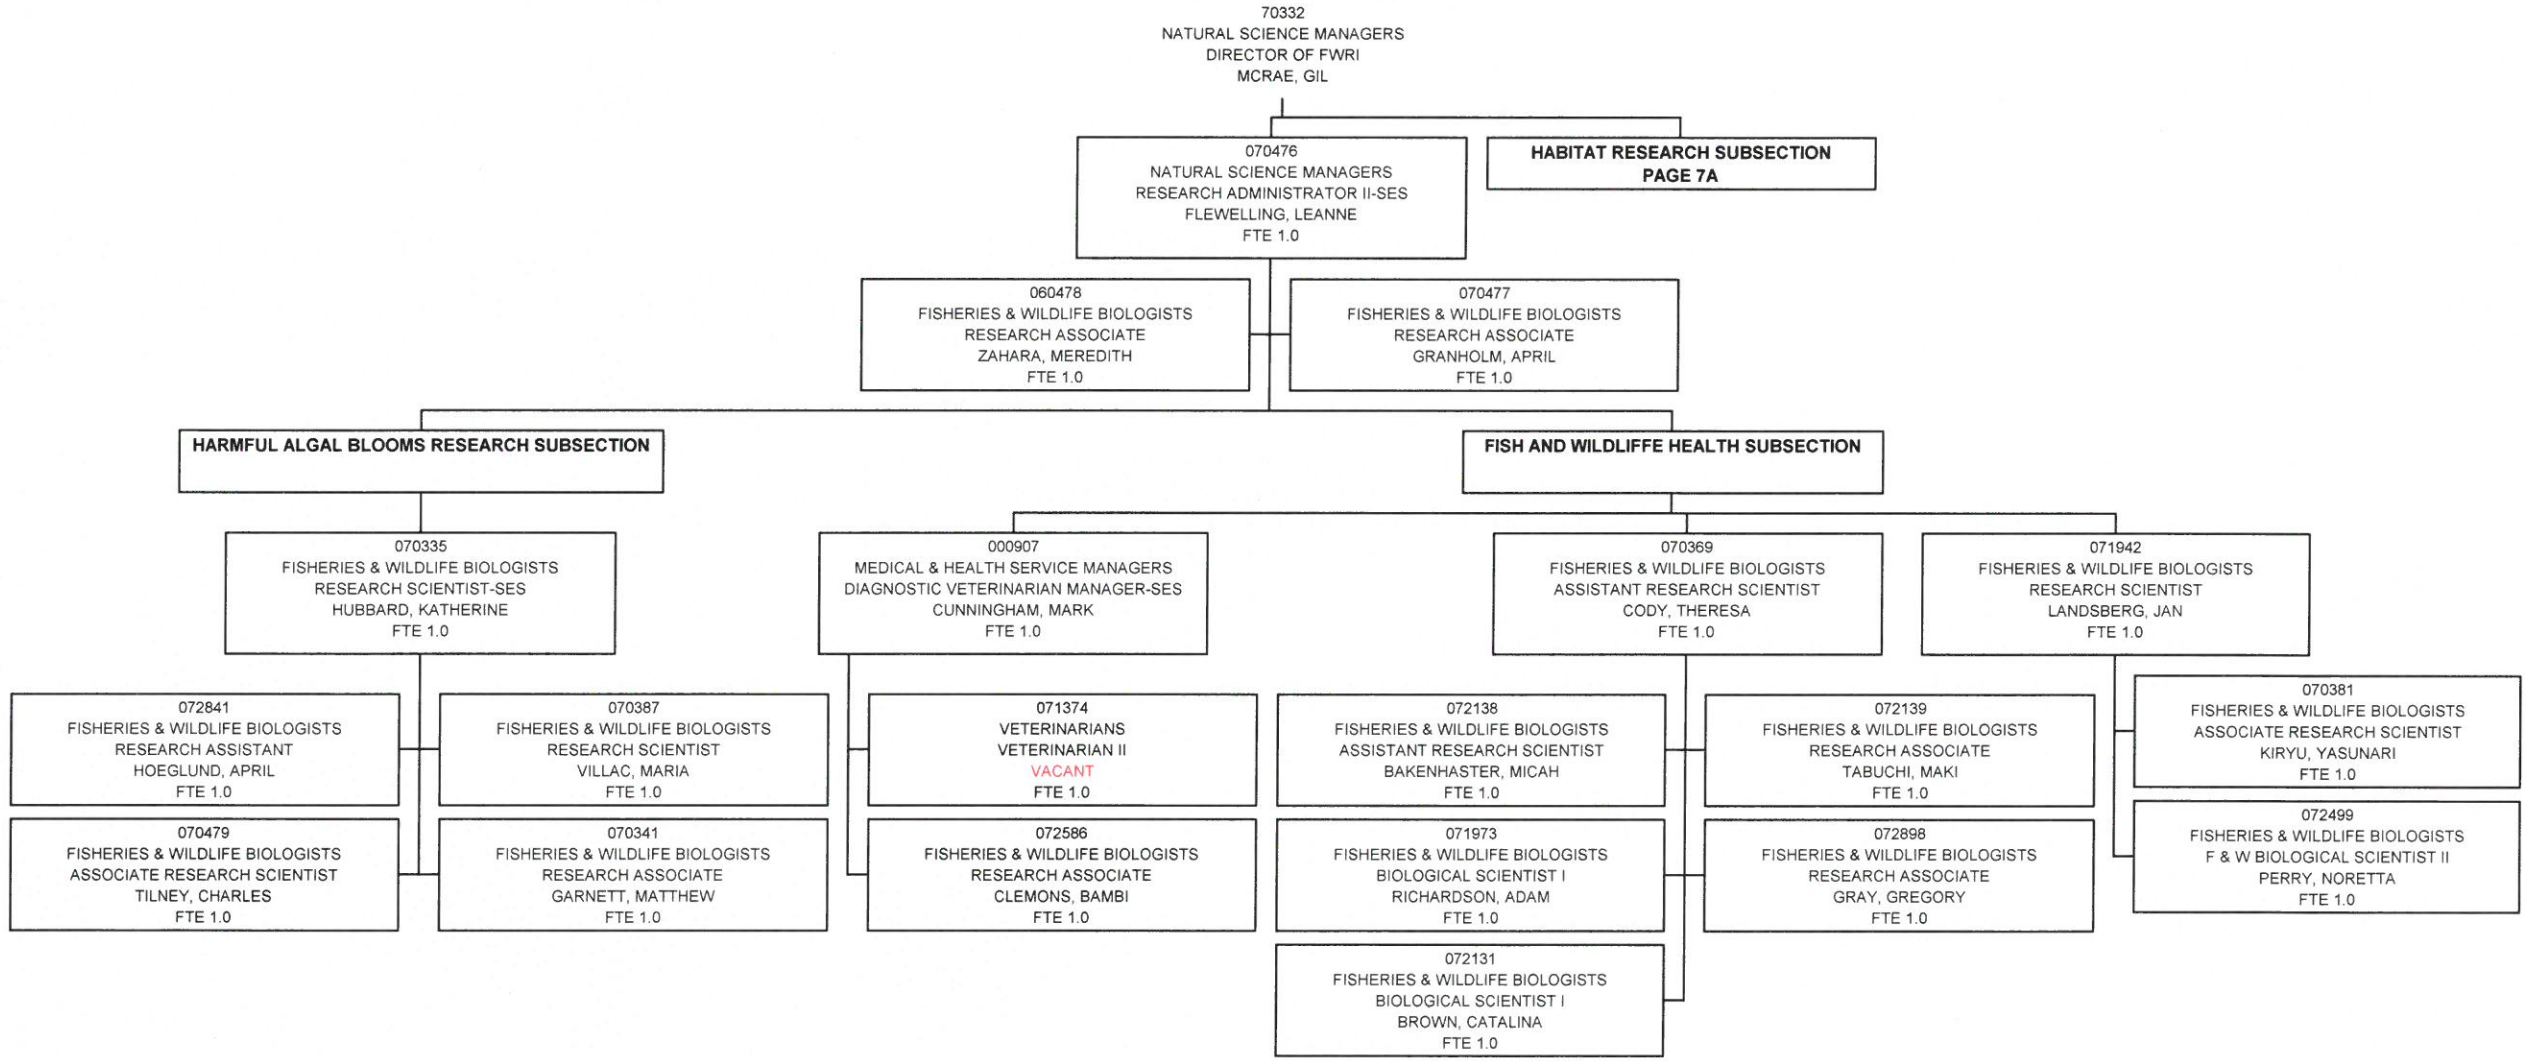 70332
NATURAL SCIENCE MANAGERS
DIRECTOR OF FWRI
MCRAE, GIL
070476
NATURAL SCIENCE MANAGERS
RESEARCH ADMINISTRATOR II-SES
FLEWELLING, LEANNE
FTE 1.0
HABITAT RESEARCH SUBSECTION
PAGE 7A
060478
FISHERIES & WILDLIFE BIOLOGISTS
RESEARCH ASSOCIATE
ZAHARA, MEREDITH
FTE 1.0
070477
FISHERIES & WILDLIFE BIOLOGISTS
RESEARCH ASSOCIATE
GRANHOLM, APRIL
FTE 1.0
HARMFUL ALGAL BLOOMS RESEARCH SUBSECTION
FISH AND WILDLIFFE HEALTH SUBSECTION
070335
FISHERIES & WILDLIFE BIOLOGISTS
RESEARCH SCIENTIST-SES
HUBBARD, KATHERINE
FTE 1.0
000907
MEDICAL & HEALTH SERVICE MANAGERS
DIAGNOSTIC VETERINARIAN MANAGER-SES
CUNNINGHAM, MARK
FTE 1.0
070369
FISHERIES & WILDLIFE BIOLOGISTS
ASSISTANT RESEARCH SCIENTIST
CODY, THERESA
FTE 1.0
071942
FISHERIES & WILDLIFE BIOLOGISTS
RESEARCH SCIENTIST
LANDSBERG, JAN
FTE 1.0
072841
FISHERIES & WILDLIFE BIOLOGISTS
RESEARCH ASSISTANT
HOEGLUND, APRIL
FTE 1.0
070387
FISHERIES & WILDLIFE BIOLOGISTS
RESEARCH SCIENTIST
VILLAC, MARIA
FTE 1.0
071374
VETERINARIANS
VETERINARIAN II
VACANT
FTE 1.0
072138
FISHERIES & WILDLIFE BIOLOGISTS
ASSISTANT RESEARCH SCIENTIST
BAKENHASTER, MICAH
FTE 1.0
072139
FISHERIES & WILDLIFE BIOLOGISTS
RESEARCH ASSOCIATE
TABUCHI, MAKI
FTE 1.0
070381
FISHERIES & WILDLIFE BIOLOGISTS
ASSOCIATE RESEARCH SCIENTIST
KIRYU, YASUNARI
FTE 1.0
070479
FISHERIES & WILDLIFE BIOLOGISTS
ASSOCIATE RESEARCH SCIENTIST
TILNEY, CHARLES
FTE 1.0
070341
FISHERIES & WILDLIFE BIOLOGISTS
RESEARCH ASSOCIATE
GARNETT, MATTHEW
FTE 1.0
072586
FISHERIES & WILDLIFE BIOLOGISTS
RESEARCH ASSOCIATE
CLEMONS, BAMBI
FTE 1.0
071973
FISHERIES & WILDLIFE BIOLOGISTS
BIOLOGICAL SCIENTIST I
RICHARDSON, ADAM
FTE 1.0
072898
FISHERIES & WILDLIFE BIOLOGISTS
RESEARCH ASSOCIATE
GRAY, GREGORY
FTE 1.0
072499
FISHERIES & WILDLIFE BIOLOGISTS
F & W BIOLOGICAL SCIENTIST II
PERRY, NORETTA
FTE 1.0
072131
FISHERIES & WILDLIFE BIOLOGISTS
BIOLOGICAL SCIENTIST I
BROWN, CATALINA
FTE 1.0